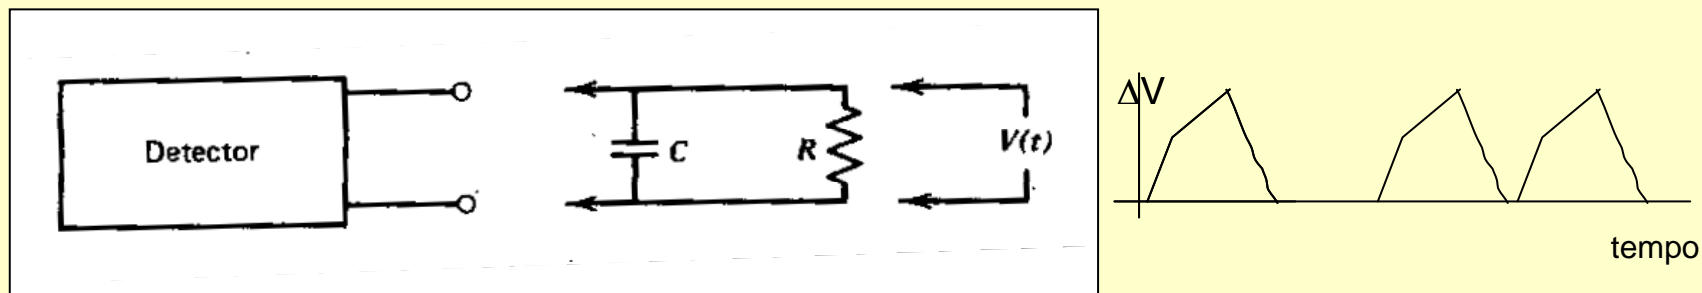 Detector
C
R
V(t)
ΔV
tempo